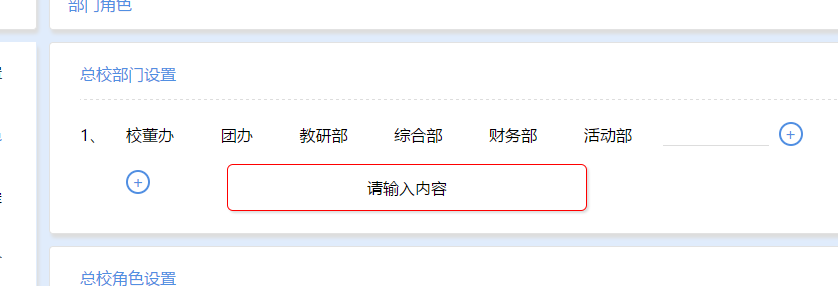 部门角色
总校部门设置
1、 校董办 团办 教研部 综合部 财务部 活动部
请输入内容
总校角色设置